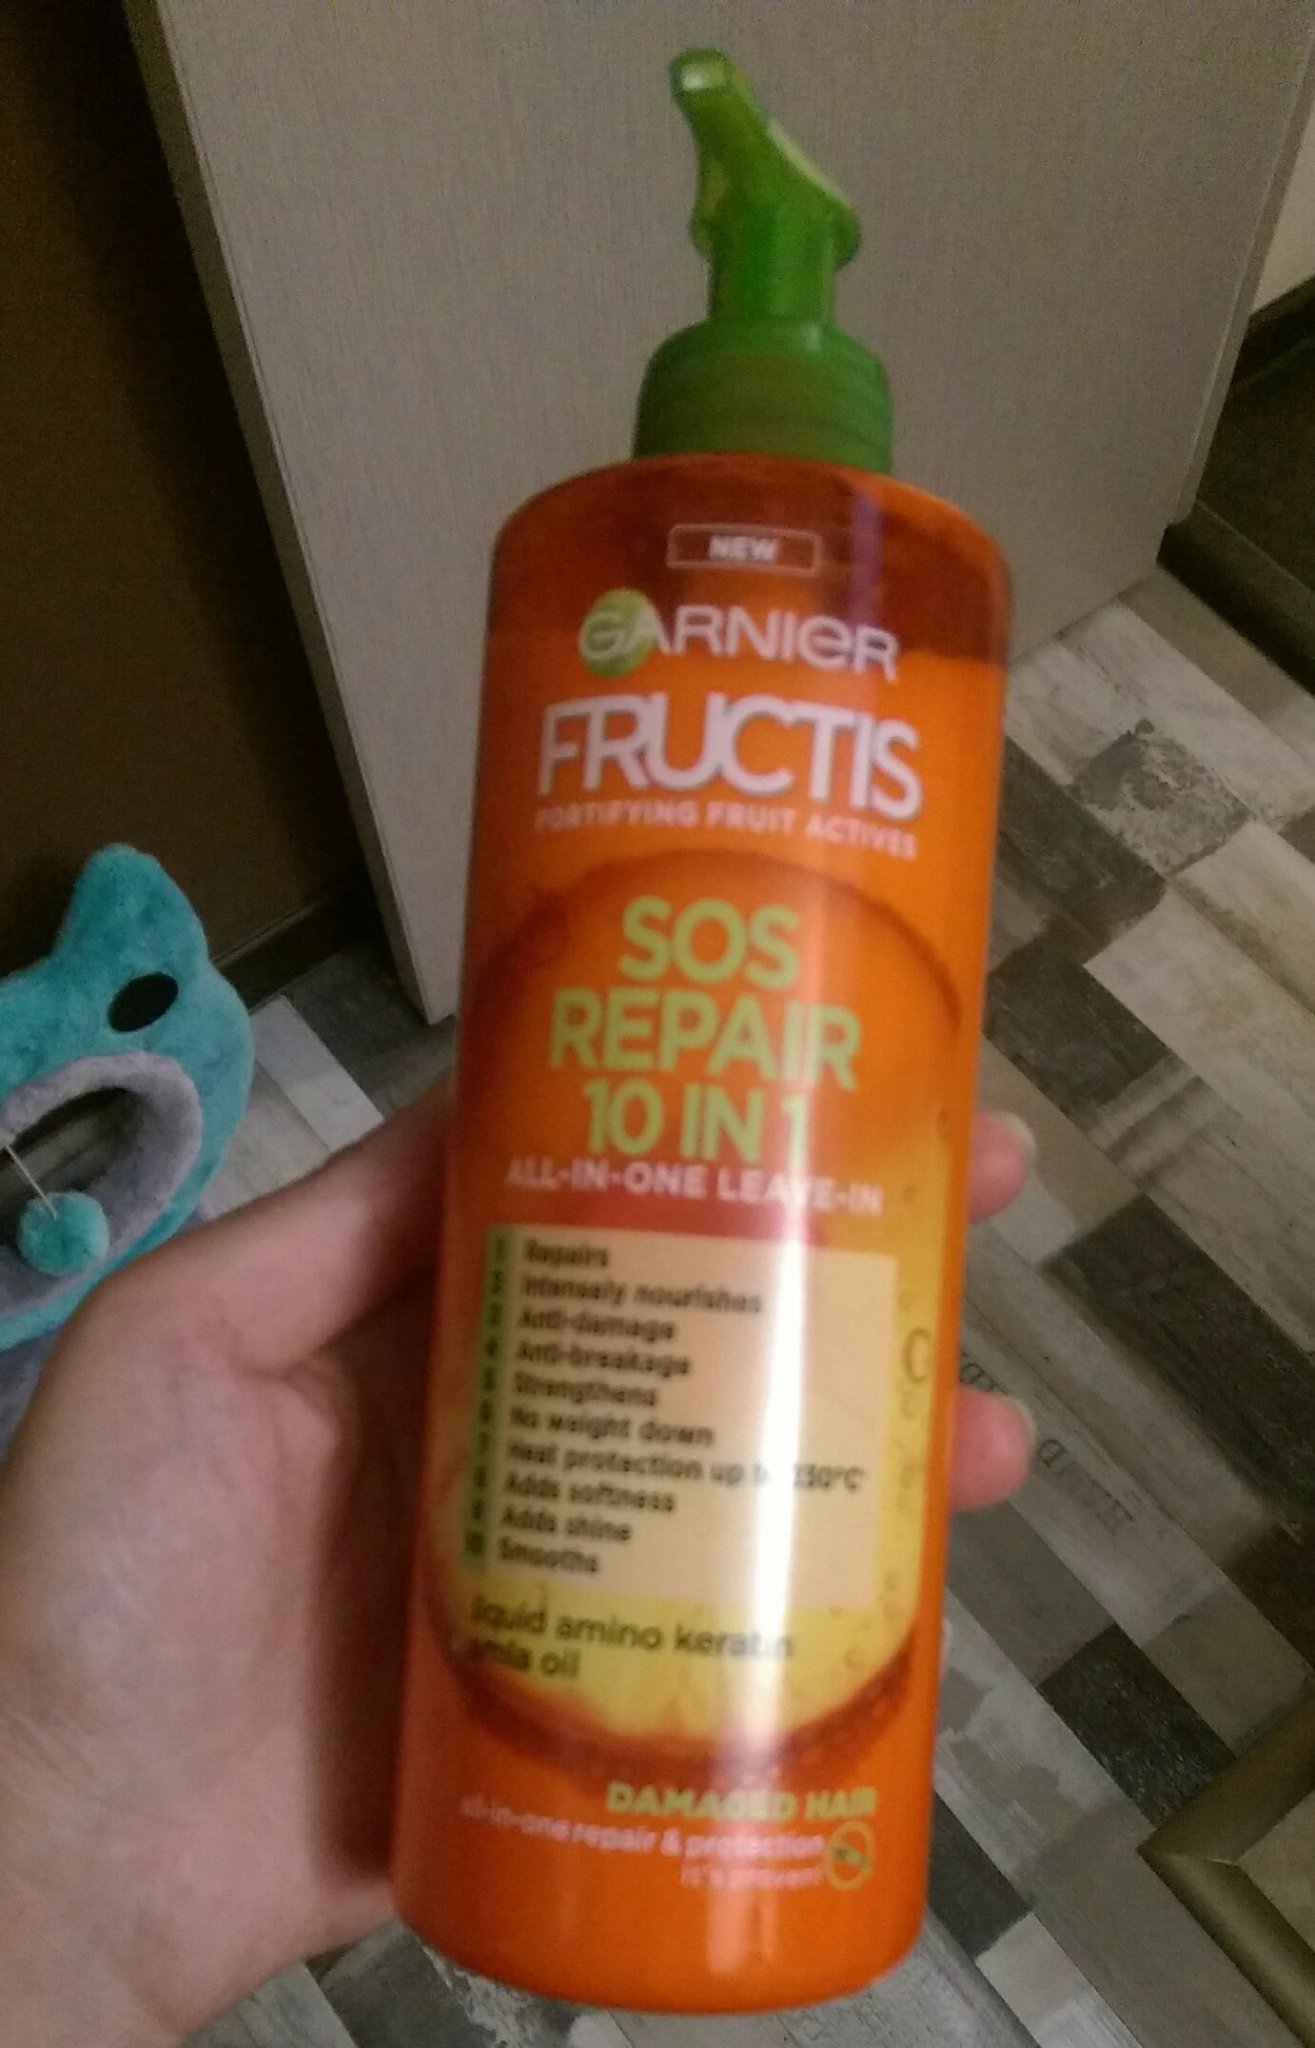 NEW
GARNIER
FRUCTIS
FORTIFYING FRUIT ACTIVES
SOS
REPAIR
10 IN 1
ALL-IN-ONE LEAVE-IN
1 Repairs
2 Intensely nourishes
3 Anti-damage
4 Anti-breakage
5 Strengthens
6 No weight down
7 Heat protection up to 230°C
8 Adds softness
9 Adds shine
10 Smooths
liquid amino keratin
amla oil
DAMAGED HAIR
all-in-one repair & protection
it's proven!